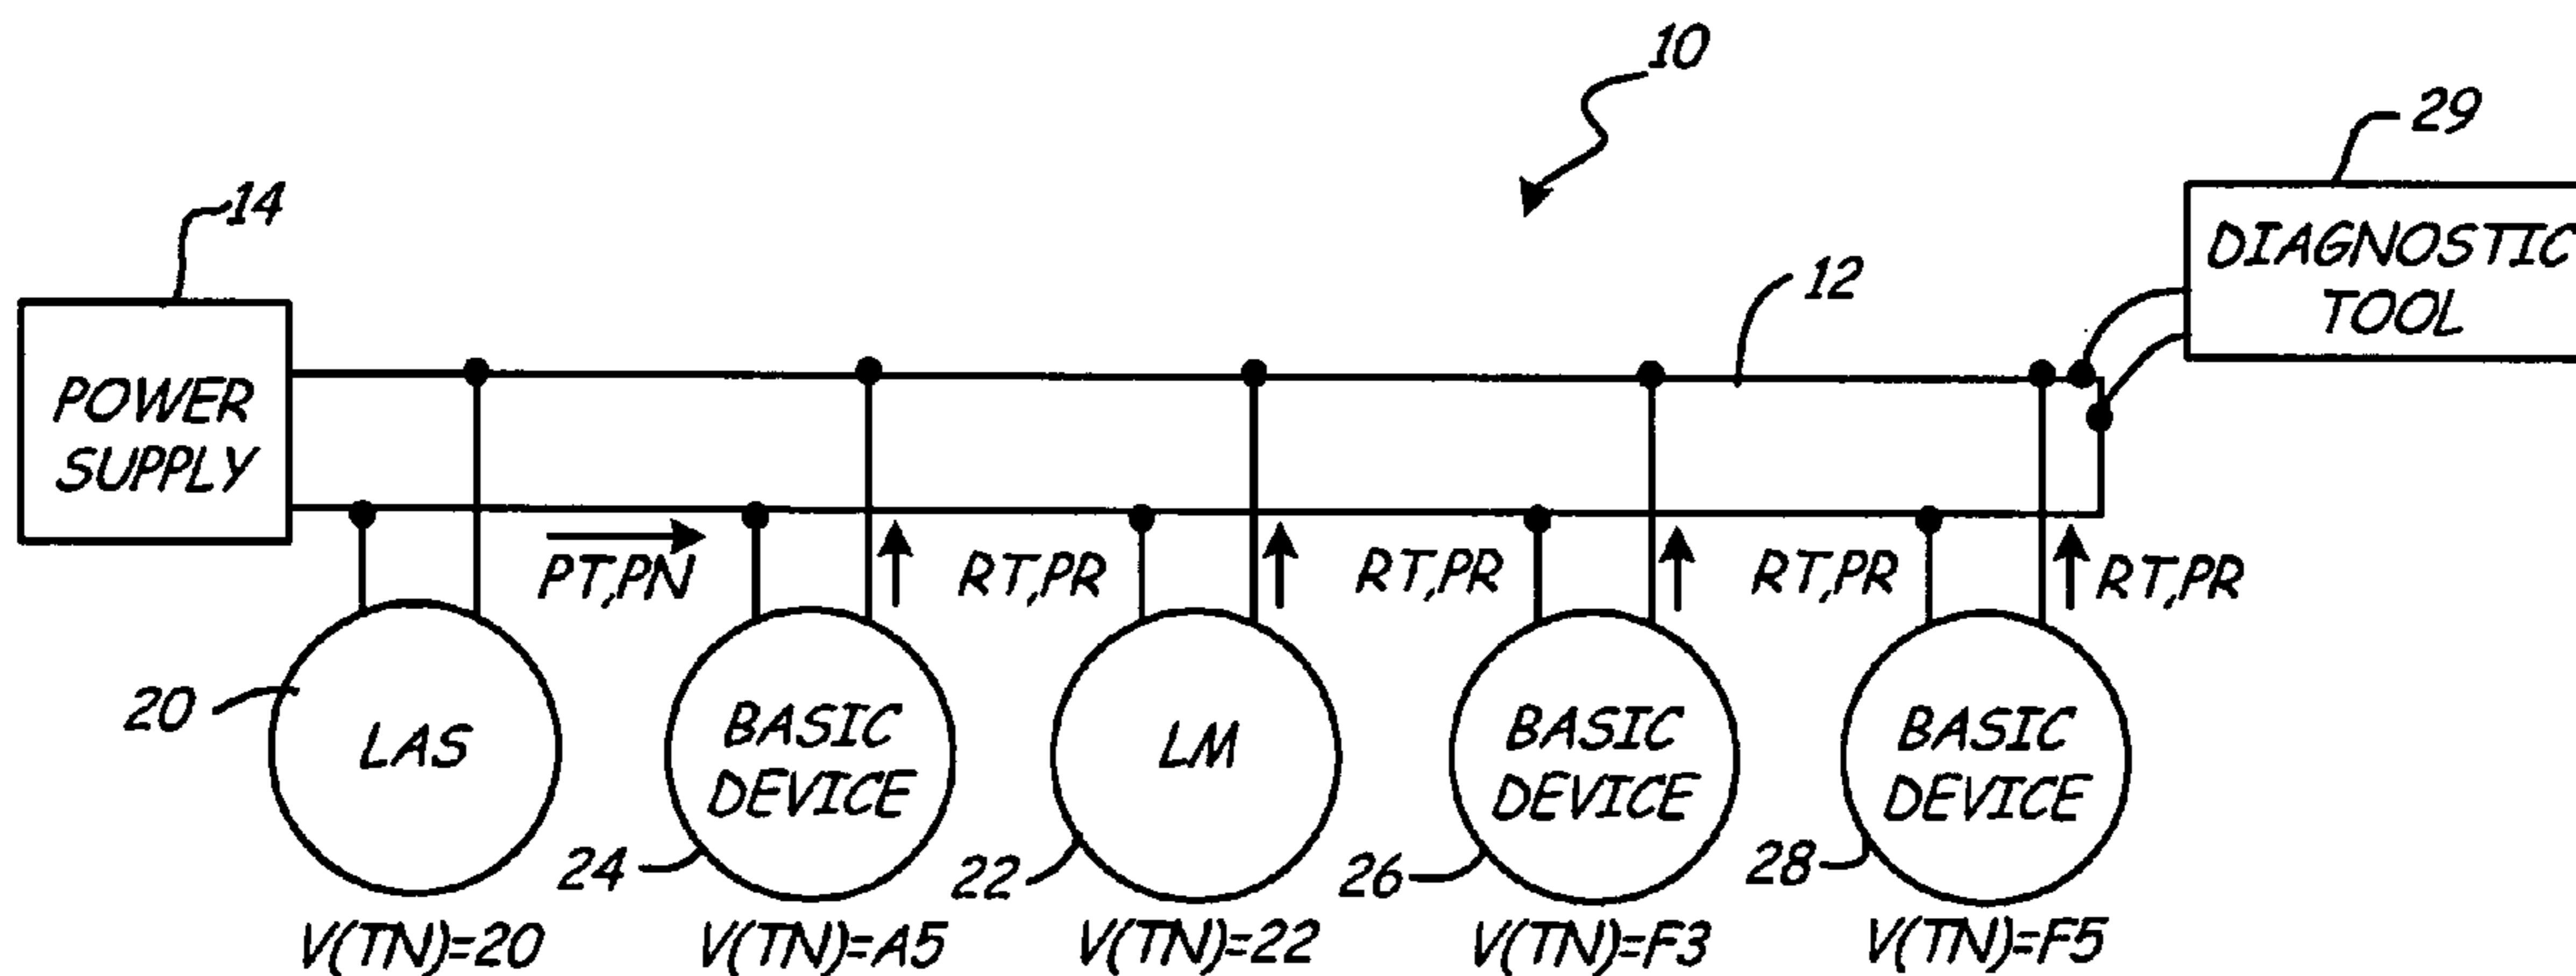 10
29
14
DIAGNOSTIC
TOOL
12
POWER
SUPPLY
PT,PN
RT,PR
RT,PR
RT,PR
RT,PR
20
LAS
BASIC
DEVICE
LM
BASIC
DEVICE
BASIC
DEVICE
24
22
26
28
V(TN)=20
V(TN)=A5
V(TN)=22
V(TN)=F3
V(TN)=F5